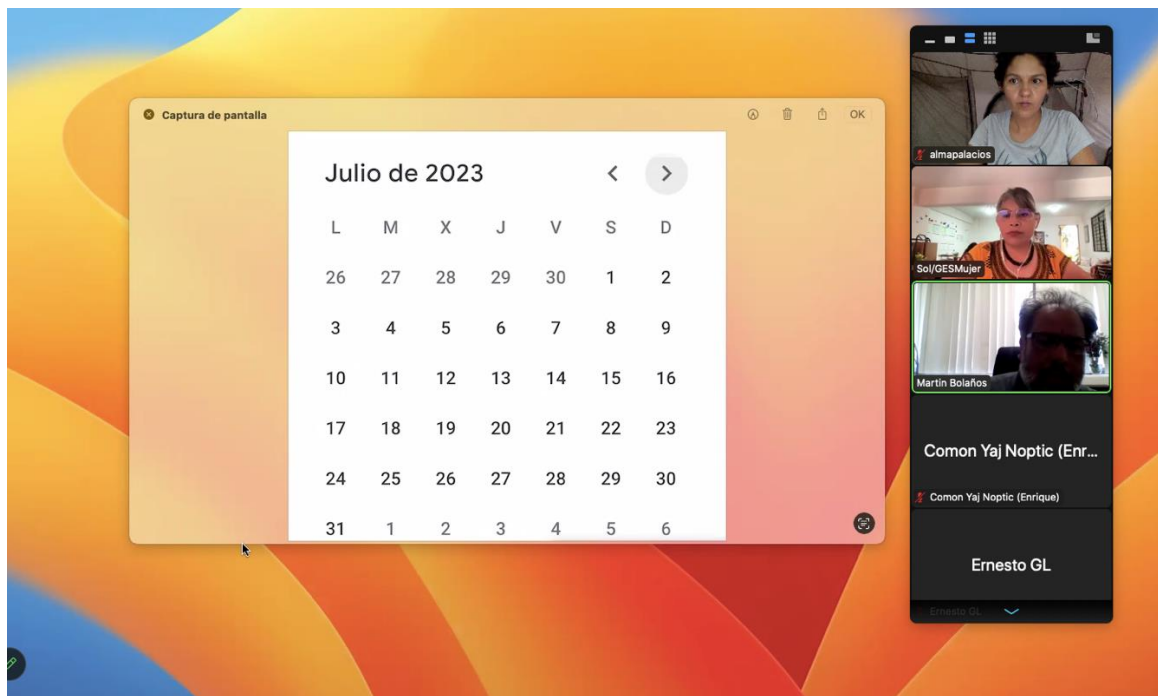 Captura de pantalla
OK
Julio de 2023
L M X J V S D
26 27 28 29 30 1 2
3 4 5 6 7 8 9
10 11 12 13 14 15 16
17 18 19 20 21 22 23
24 25 26 27 28 29 30
31 1 2 3 4 5 6
almapalacios
Sol/GESMujer
Martín Bolaños
Comon Yaj Noptic (Enr...
Comon Yaj Noptic (Enrique)
Ernesto GL
Ernesto GL